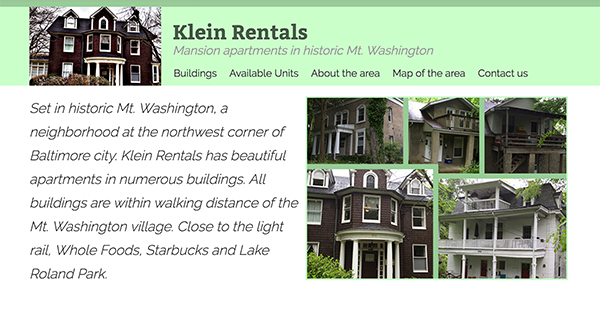 Klein Rentals
Mansion apartments in historic Mt. Washington
Buildings Available Units About the area Map of the area Contact us
Set in historic Mt. Washington, a
neighborhood at the northwest corner of
Baltimore city. Klein Rentals has beautiful
apartments in numerous buildings. All
buildings are within walking distance of the
Mt. Washington village. Close to the light
rail, Whole Foods, Starbucks and Lake
Roland Park.